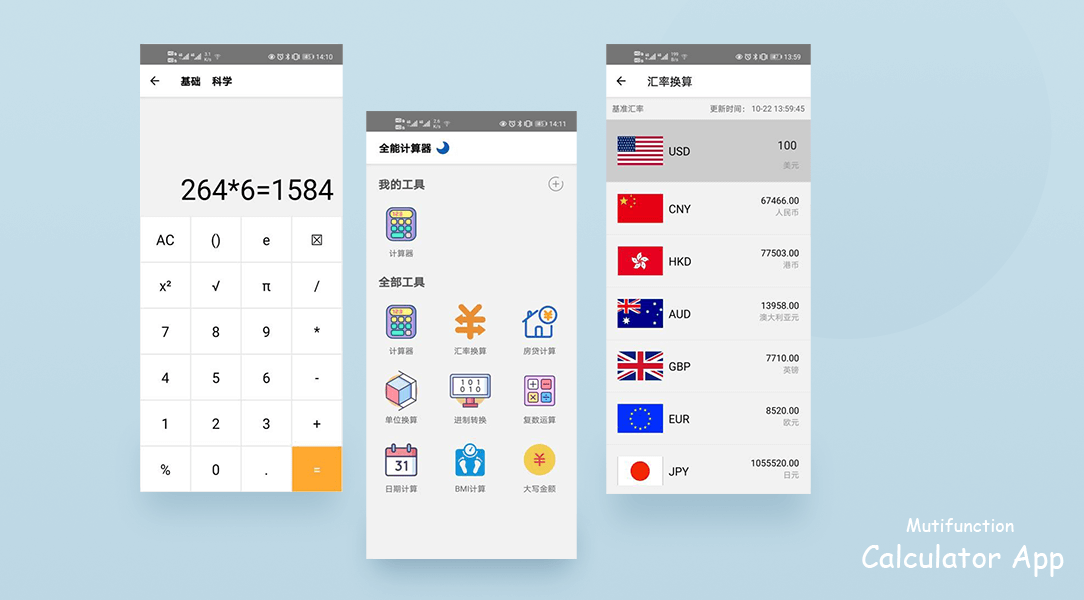 14:10
基础 科学
264*6=1584
AC () e
x² √ π /
7 8 9 *
4 5 6 -
1 2 3 +
% 0 . =
14:11
全能计算器
我的工具
计算器
全部工具
计算器 汇率换算 房贷计算
单位换算 进制转换 复数运算
31
日期计算 BMI计算 大写金额
13:59
汇率换算
基准汇率 更新时间: 10-22 13:59:45
USD 100
美元
CNY 67466.00
人民币
HKD 77503.00
港币
AUD 13958.00
澳大利亚元
GBP 7710.00
英镑
EUR 8520.00
欧元
JPY 1055520.00
日元
Mutifunction
Calculator App